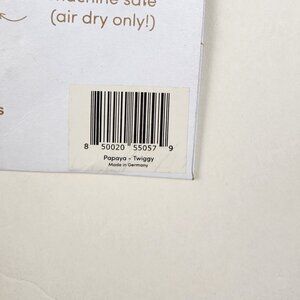 machine safe
(air dry only!)
s
8 50020 55057 9
Papaya - Twiggy
Made in Germany